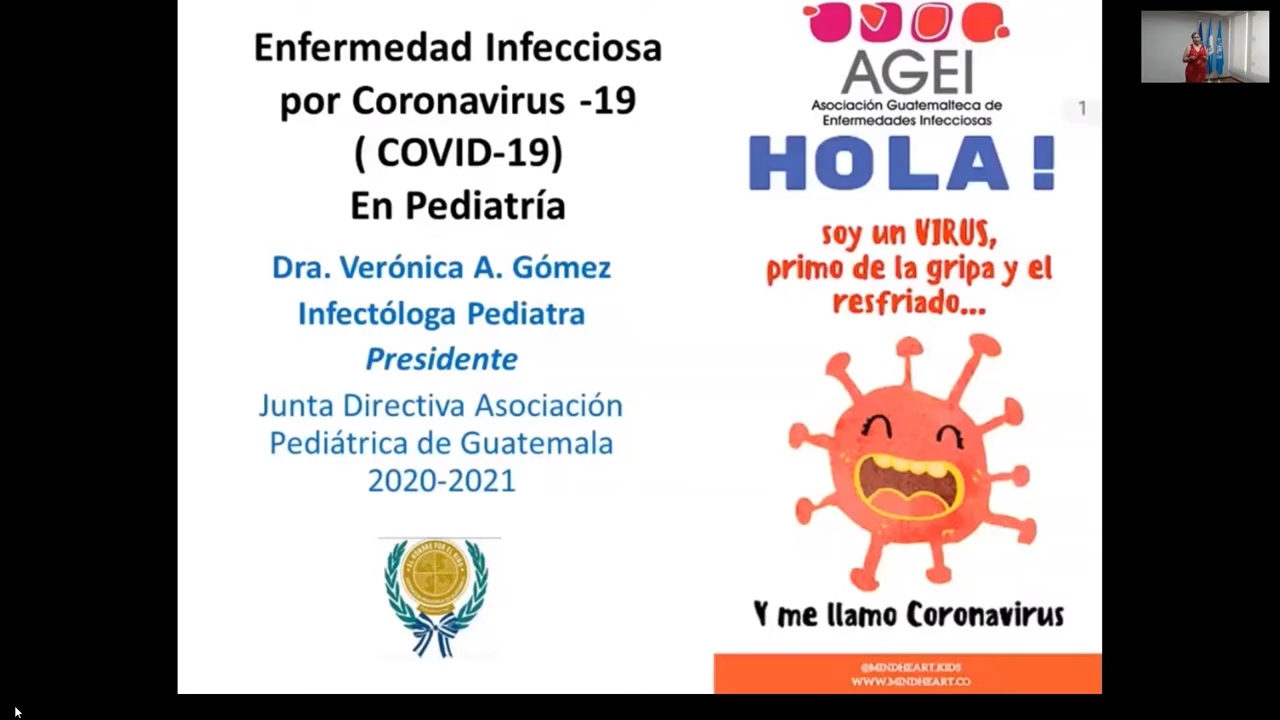 Enfermedad Infecciosa
por Coronavirus -19
( COVID-19)
En Pediatría
Dra. Verónica A. Gómez
Infectóloga Pediatra
Presidente
Junta Directiva Asociación
Pediátrica de Guatemala
2020-2021
AGEI
Asociación Guatemalteca de
Enfermedades Infecciosas
1
HOLA!
soy un VIRUS,
primo de la gripa y el
resfriado...
Y me llamo Coronavirus
@MINDHEART.KIDS
WWW.MINDHEART.CO